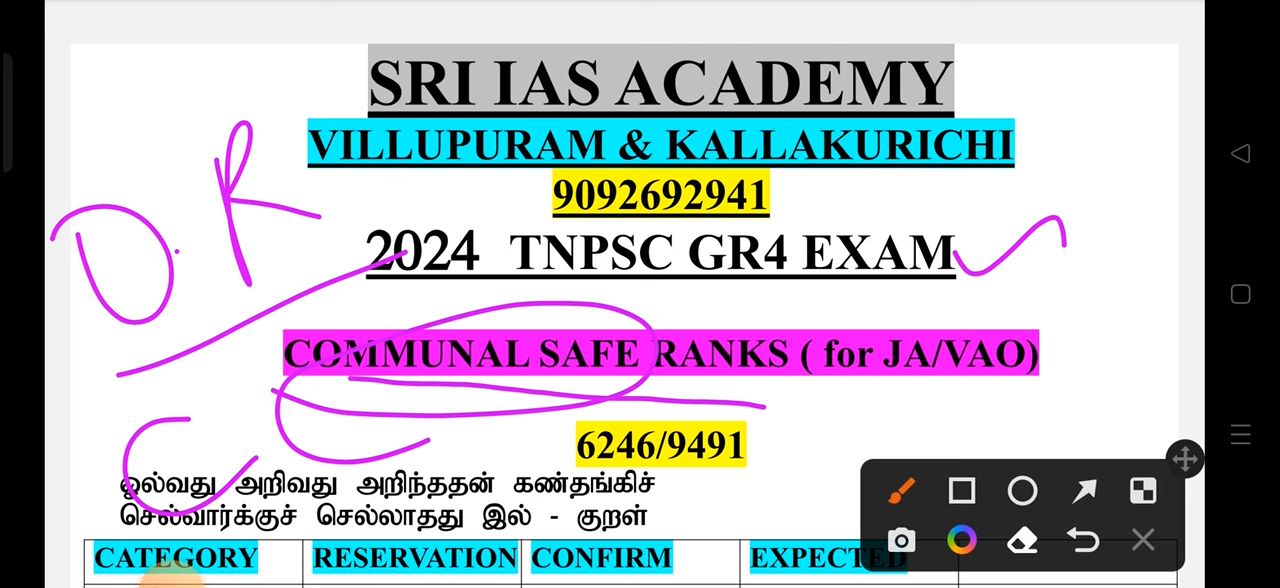 SRI IAS ACADEMY
VILLUPURAM & KALLAKURICHI
9092692941
2024 TNPSC GR4 EXAM
D.R
COMMUNAL SAFE RANKS ( for JA/VAO)
C
6246/9491
ஒல்வது அறிவது அறிந்ததன் கண்தங்கிச்
செல்வார்க்குச் செல்லாதது இல் - குறள்
CATEGORY RESERVATION CONFIRM EXPECTED